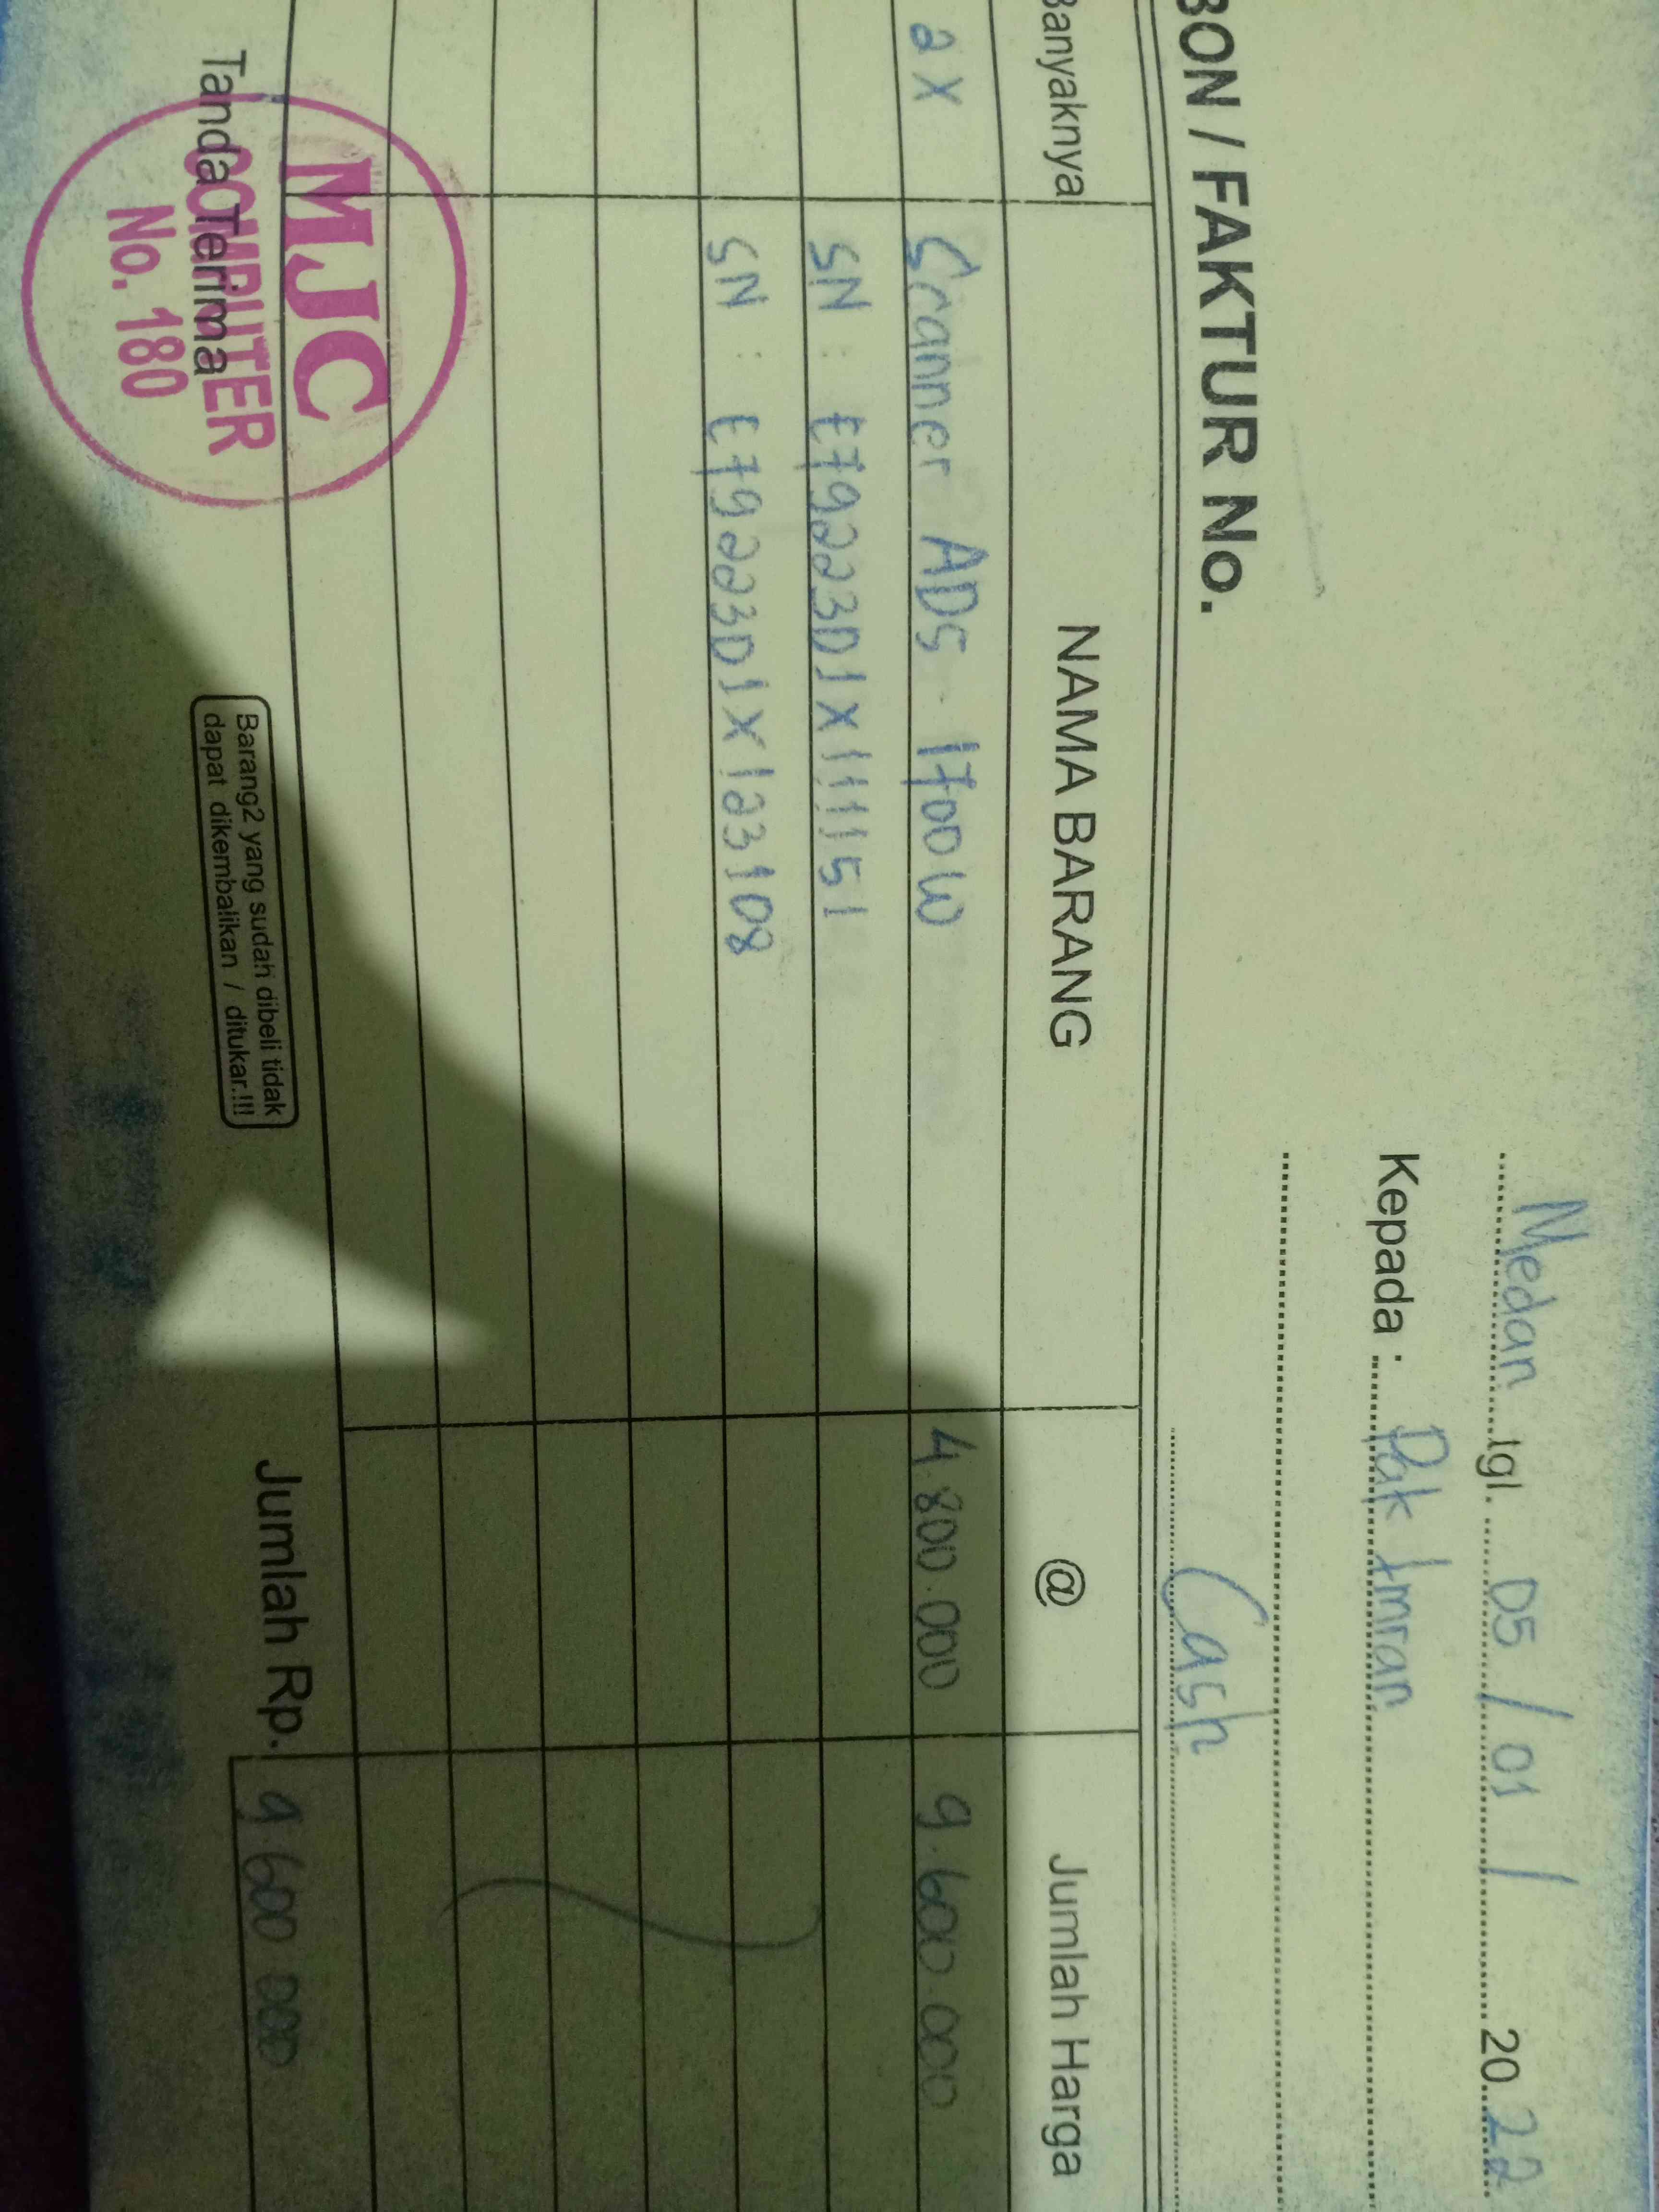 Medan tgl. 05 / 01 / 20 22
Kepada : Pak Imran
BON / FAKTUR No.
Cash
Banyaknya NAMA BARANG @ Jumlah Harga
2 X Scanner ADS - 1700 W 4.800.000 9.600.000
SN : E79223D1X111151
SN : E79223D1X123108
Jumlah Rp. 9.600.000
Tanda Terima
MJC
COMPUTER
No. 180
Barang2 yang sudah dibeli tidak
dapat dikembalikan / ditukar.!!!